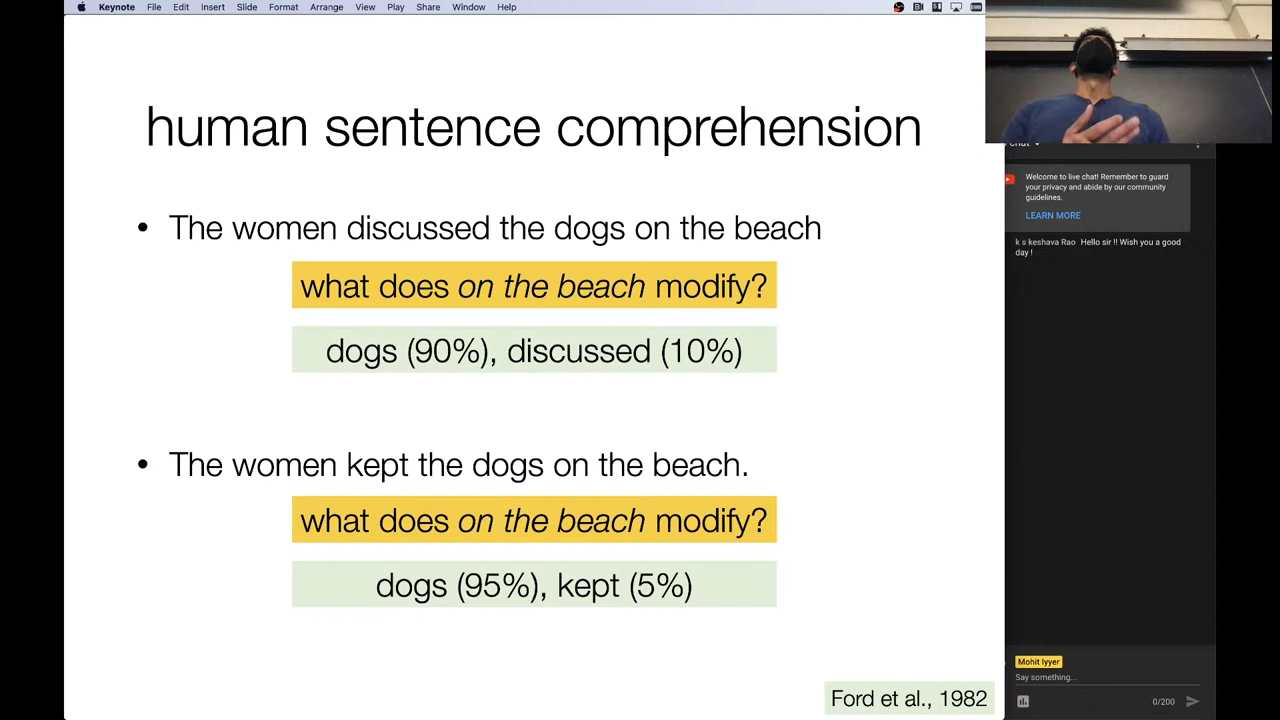 Keynote File Edit Insert Slide Format Arrange View Play Share Window Help
human sentence comprehension
• The women discussed the dogs on the beach
what does on the beach modify?
dogs (90%), discussed (10%)
• The women kept the dogs on the beach.
what does on the beach modify?
dogs (95%), kept (5%)
Ford et al., 1982
Welcome to live chat! Remember to guard
your privacy and abide by our community
guidelines.
LEARN MORE
k s keshava Rao Hello sir !! Wish you a good
day !
Mohit Iyyer
Say something...
0/200